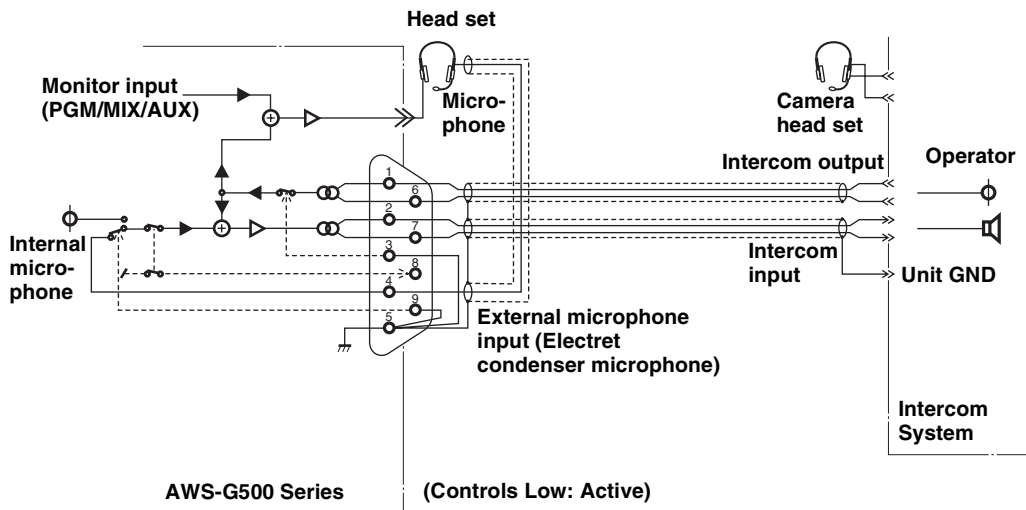 Head set
Monitor input
(PGM/MIX/AUX)
Micro-
phone
Camera
head set
Intercom output
Operator
1
6
2
7
3
8
4
9
5
Internal
micro-
phone
Intercom
input
Unit GND
External microphone
input (Electret
condenser microphone)
Intercom
System
AWS-G500 Series
(Controls Low: Active)